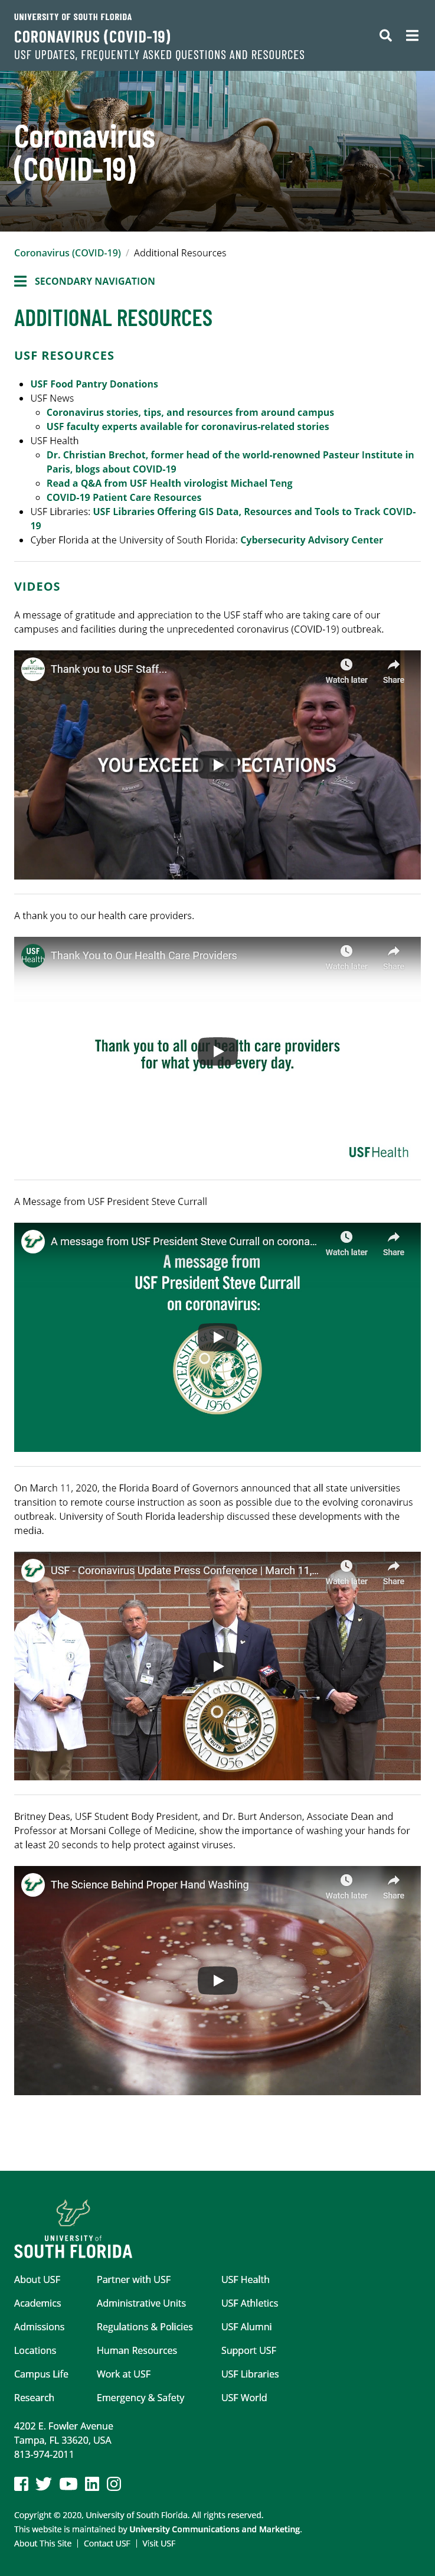 UNIVERSITY OF SOUTH FLORIDA
CORONAVIRUS (COVID-19)
USF UPDATES, FREQUENTLY ASKED QUESTIONS AND RESOURCES
Coronavirus
(COVID-19)
Coronavirus (COVID-19) / Additional Resources
SECONDARY NAVIGATION
ADDITIONAL RESOURCES
USF RESOURCES
USF Food Pantry Donations
USF News
Coronavirus stories, tips, and resources from around campus
USF faculty experts available for coronavirus-related stories
USF Health
Dr. Christian Brechot, former head of the world-renowned Pasteur Institute in
Paris, blogs about COVID-19
Read a Q&A from USF Health virologist Michael Teng
COVID-19 Patient Care Resources
USF Libraries: USF Libraries Offering GIS Data, Resources and Tools to Track COVID-
19
Cyber Florida at the University of South Florida: Cybersecurity Advisory Center
VIDEOS
A message of gratitude and appreciation to the USF staff who are taking care of our
campuses and facilities during the unprecedented coronavirus (COVID-19) outbreak.
Thank you to USF Staff...
Watch later Share
YOU EXCEED EXPECTATIONS
A thank you to our health care providers.
USF Health
Thank You to Our Health Care Providers
Watch later Share
Thank you to all our health care providers
for what you do every day.
USFHealth
A Message from USF President Steve Currall
A message from USF President Steve Currall on corona...
Watch later Share
A message from
USF President Steve Currall
on coronavirus:
UNIVERSITY OF SOUTH FLORIDA
TRUTH WISDOM
1956
On March 11, 2020, the Florida Board of Governors announced that all state universities
transition to remote course instruction as soon as possible due to the evolving coronavirus
outbreak. University of South Florida leadership discussed these developments with the
media.
USF - Coronavirus Update Press Conference | March 11,...
Watch later Share
UNIVERSITY OF SOUTH FLORIDA
1956
Britney Deas, USF Student Body President, and Dr. Burt Anderson, Associate Dean and
Professor at Morsani College of Medicine, show the importance of washing your hands for
at least 20 seconds to help protect against viruses.
The Science Behind Proper Hand Washing
Watch later Share
UNIVERSITY of
SOUTH FLORIDA
About USF Partner with USF USF Health
Academics Administrative Units USF Athletics
Admissions Regulations & Policies USF Alumni
Locations Human Resources Support USF
Campus Life Work at USF USF Libraries
Research Emergency & Safety USF World
4202 E. Fowler Avenue
Tampa, FL 33620, USA
813-974-2011
Copyright © 2020, University of South Florida. All rights reserved.
This website is maintained by University Communications and Marketing.
About This Site | Contact USF | Visit USF